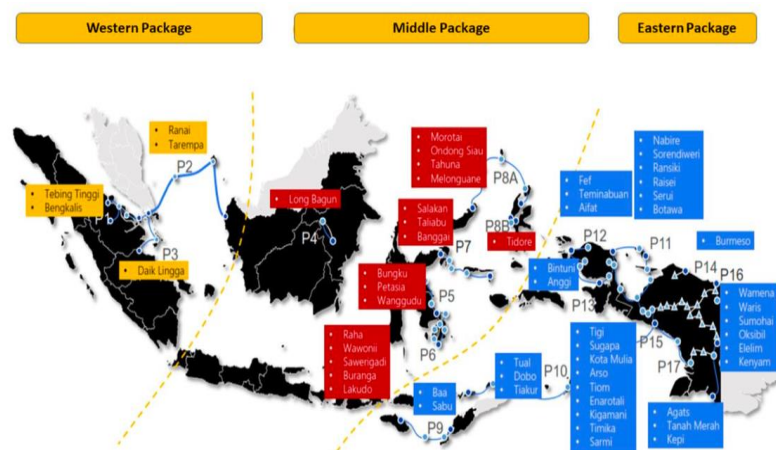 Western Package
Middle Package
Eastern Package
Ranai
Tarempa
P2
Tebing Tinggi
Bengkalis
P1
P3
Daik Lingga
Long Bagun
P4
Morotai
Ondong Siau
Tahuna
Melonguane
P8A
Salakan
Taliabu
Banggai
P8B
Tidore
P7
Bungku
Petasia
Wanggudu
P5
P6
Raha
Wawonii
Sawengadi
Buranga
Lakudo
Baa
Sabu
P9
Tual
Dobo
Tiakur
P10
Fef
Teminabuan
Aifat
Nabire
Sorendiweri
Ransiki
Raisei
Serui
Botawa
P12
P11
Burmeso
Bintuni
Anggi
P13
P14
P16
Wamena
Waris
Sumohai
Oksibil
Elelim
Kenyam
P15
P17
Tigi
Sugapa
Kota Mulia
Arso
Tiom
Enarotali
Kigamani
Timika
Sarmi
Agats
Tanah Merah
Kepi